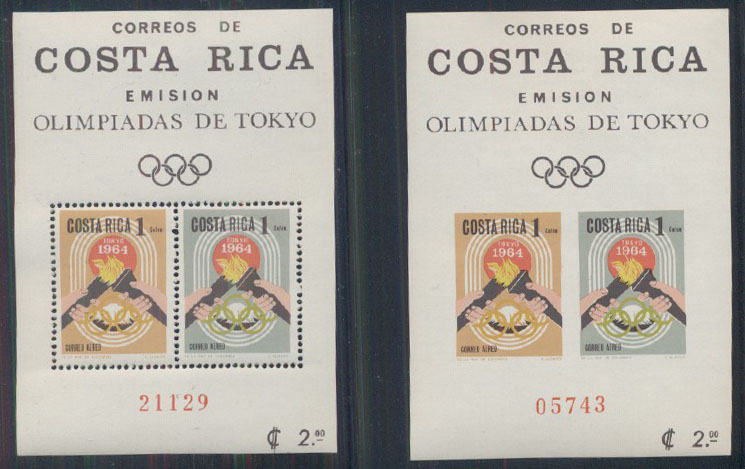 CORREOS DE
COSTA RICA
EMISION
OLIMPIADAS DE TOKYO
COSTA RICA 1
Colon
TOKYO
1964
CORREO AEREO
COSTA RICA 1
Colon
TOKYO
1964
CORREO AEREO
21129
₡ 2.00
CORREOS DE
COSTA RICA
EMISION
OLIMPIADAS DE TOKYO
COSTA RICA 1
Colon
TOKYO
1964
CORREO AEREO
COSTA RICA 1
Colon
TOKYO
1964
CORREO AEREO
05743
₡ 2.00